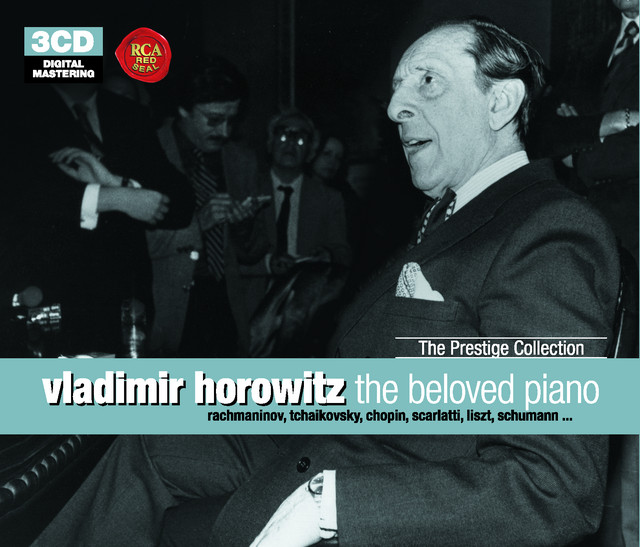 3CD
DIGITAL
MASTERING
RCA
RED
SEAL
The Prestige Collection
vladimir horowitz the beloved piano
rachmaninov, tchaikovsky, chopin, scarlatti, liszt, schumann ...